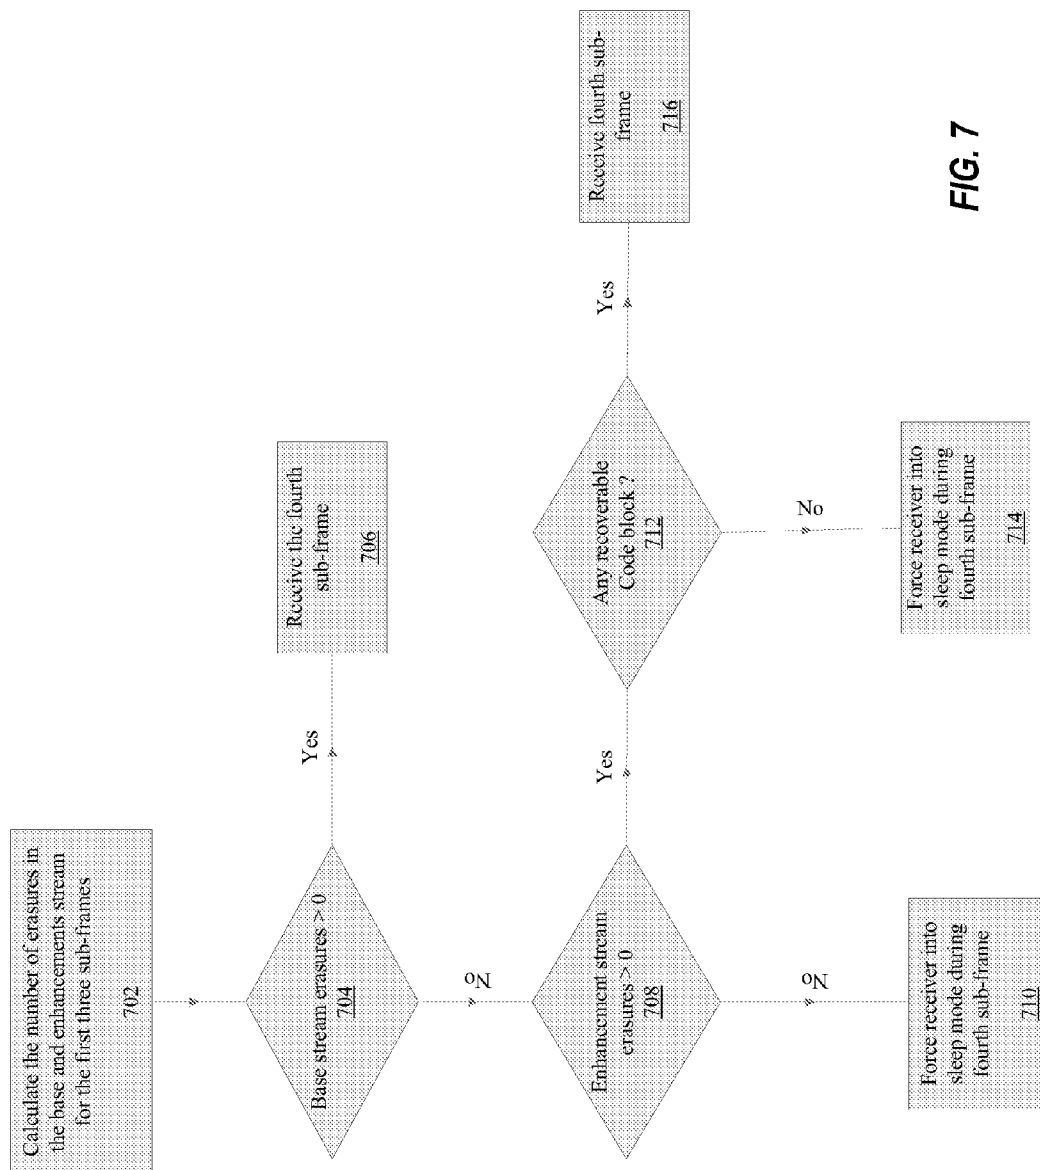 Calculate the number of erasures in
the base and enhancements stream
for the first three sub-frames
702
Base stream erasures > 0
704
Yes
Receive the fourth
sub-frame
706
No
Enhancement stream
erasures > 0
708
Yes
Any recoverable
Code block ?
712
Yes
Receive fourth sub-
frame
716
No
Force receiver into
sleep mode during
fourth sub-frame
710
No
Force receiver into
sleep mode during
fourth sub-frame
714
FIG. 7